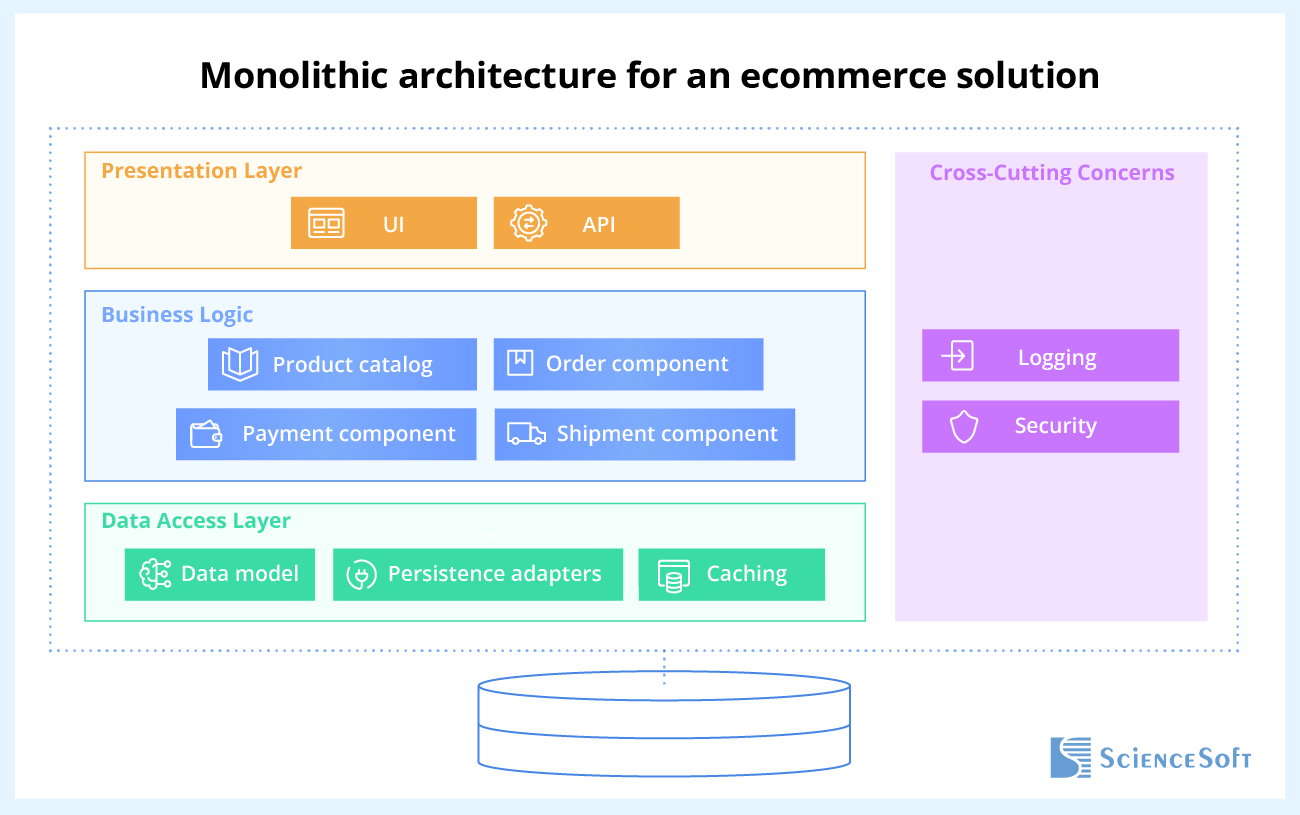 Monolithic architecture for an ecommerce solution
Presentation Layer
UI
API
Business Logic
Product catalog
Order component
Payment component
Shipment component
Data Access Layer
Data model
Persistence adapters
Caching
Cross-Cutting Concerns
Logging
Security
ScienceSoft